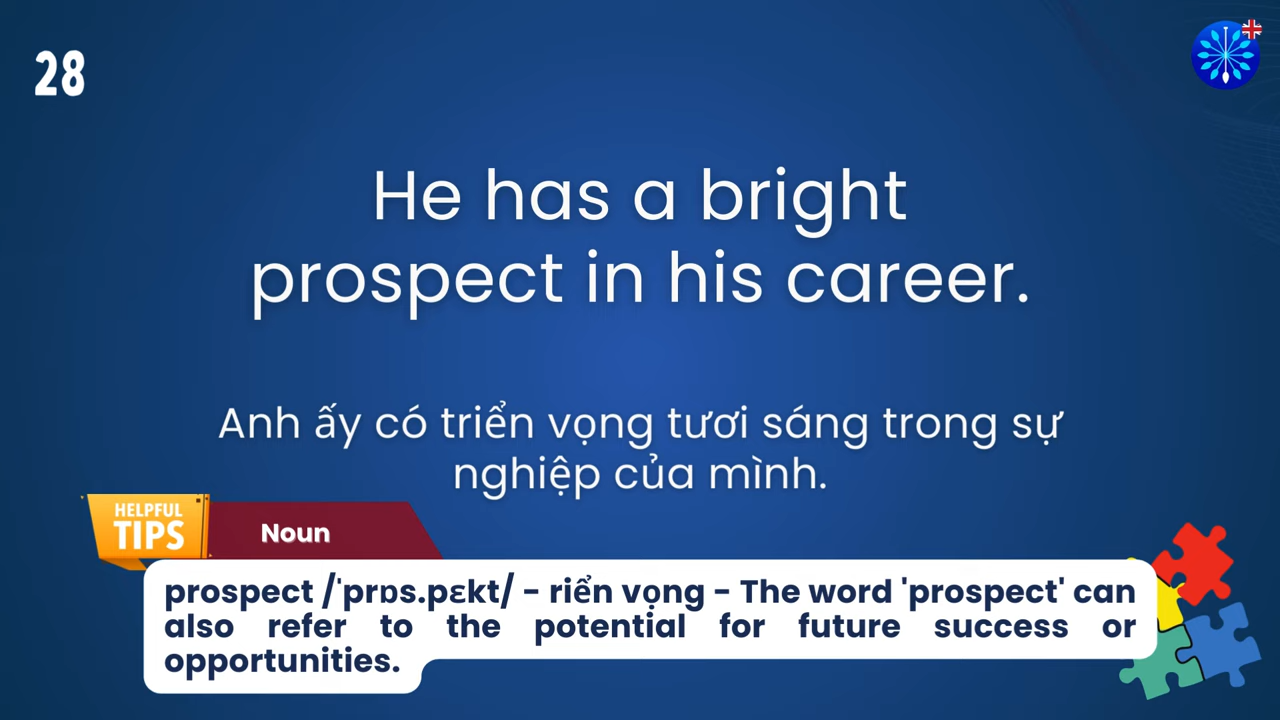 28
He has a bright
prospect in his career.
Anh ấy có triển vọng tươi sáng trong sự
nghiệp của mình.
HELPFUL
TIPS
Noun
prospect /ˈprɒs.pɛkt/ - riển vọng - The word 'prospect' can
also refer to the potential for future success or
opportunities.